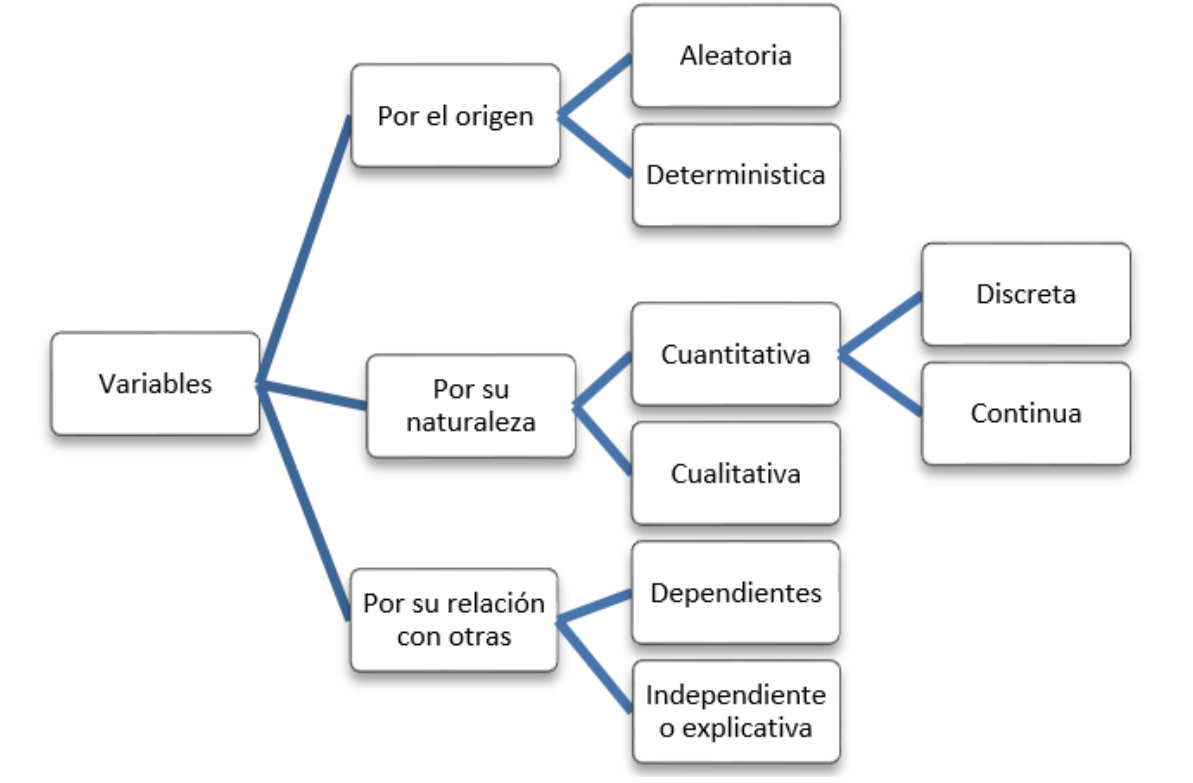 Variables
Por el origen
Aleatoria
Deterministica
Por su
naturaleza
Cuantitativa
Discreta
Continua
Cualitativa
Por su relación
con otras
Dependientes
Independiente
o explicativa